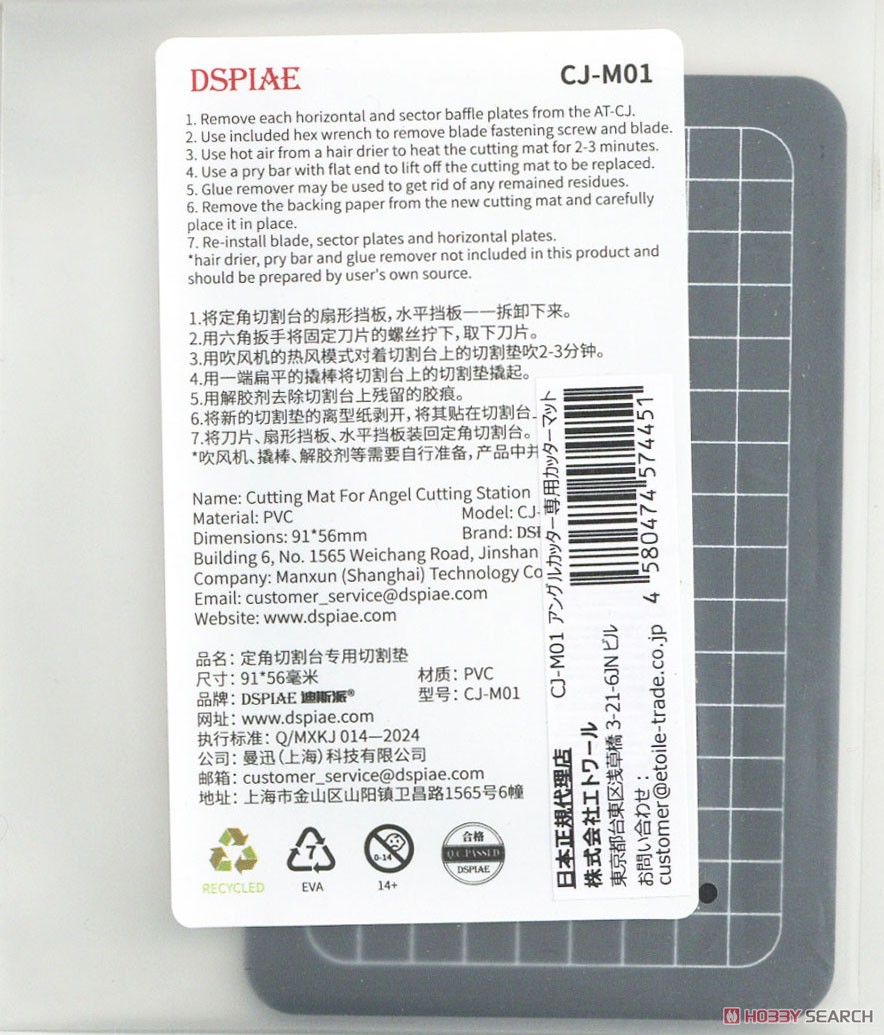 DSPIAE
CJ-M01
1. Remove each horizontal and sector baffle plates from the AT-CJ.
2. Use included hex wrench to remove blade fastening screw and blade.
3. Use hot air from a hair drier to heat the cutting mat for 2-3 minutes.
4. Use a pry bar with flat end to lift off the cutting mat to be replaced.
5. Glue remover may be used to get rid of any remained residues.
6. Remove the backing paper from the new cutting mat and carefully
place it in place.
7. Re-install blade, sector plates and horizontal plates.
*hair drier, pry bar and glue remover not included in this product and
should be prepared by user's own source.
1.将定角切割台的扇形挡板,水平挡板一一拆卸下来。
2.用六角扳手将固定刀片的螺丝拧下,取下刀片。
3.用吹风机的热风模式对着切割台上的切割垫吹2-3分钟。
4.用一端扁平的撬棒将切割台上的切割垫撬起。
5.用解胶剂去除切割台上残留的胶痕。
6.将新的切割垫的离型纸剥开,将其贴在切割台
7.将刀片、扇形挡板、水平挡板装回定角切割台。
*吹风机、撬棒、解胶剂等需要自行准备,产品中并
Name: Cutting Mat For Angel Cutting Station
Material: PVC Model: CJ-
Dimensions: 91*56mm Brand: DSI
Building 6, No. 1565 Weichang Road, Jinshan
Company: Manxun (Shanghai) Technology Co
Email: customer_service@dspiae.com
Website: www.dspiae.com
品名：定角切割台专用切割垫
尺寸：91*56毫米 材质：PVC
品牌：DSPIAE 迪斯派® 型号：CJ-M01
网址：www.dspiae.com
执行标准：Q/MXKJ 014—2024
公司：曼迅（上海）科技有限公司
邮箱：customer_service@dspiae.com
地址：上海市金山区山阳镇卫昌路1565号6幢
RECYCLED
7
EVA
0-14
14+
合格
Q.C PASSED
DSPIAE
CJ-M01 アングルカッター専用カッターマット
4 580474 574451
日本正規代理店
株式会社エトワール
東京都台東区浅草橋 3-21-6JN ビル
お問い合わせ：
customer@etoile-trade.co.jp
HOBBY SEARCH